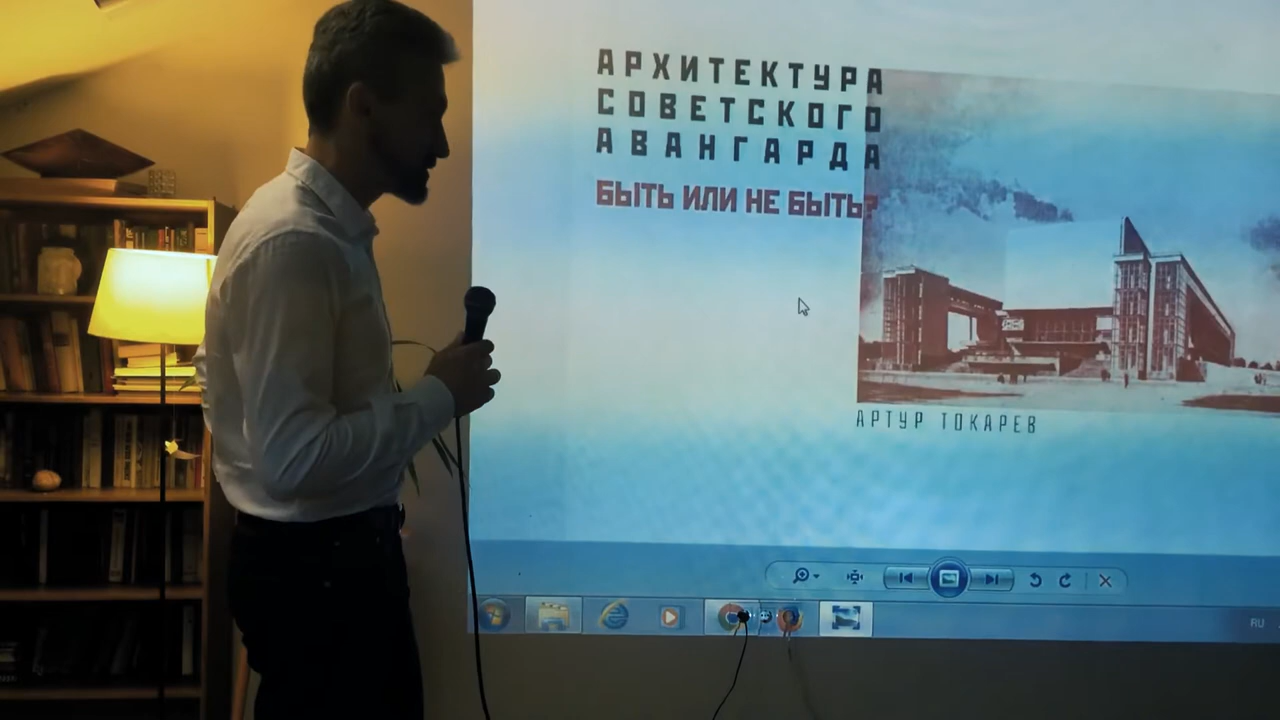 АРХИТЕКТУРА
СОВЕТСКОГО
АВАНГАРДА
БЫТЬ ИЛИ НЕ БЫТЬ?
АРТУР ТОКАРЕВ
RU